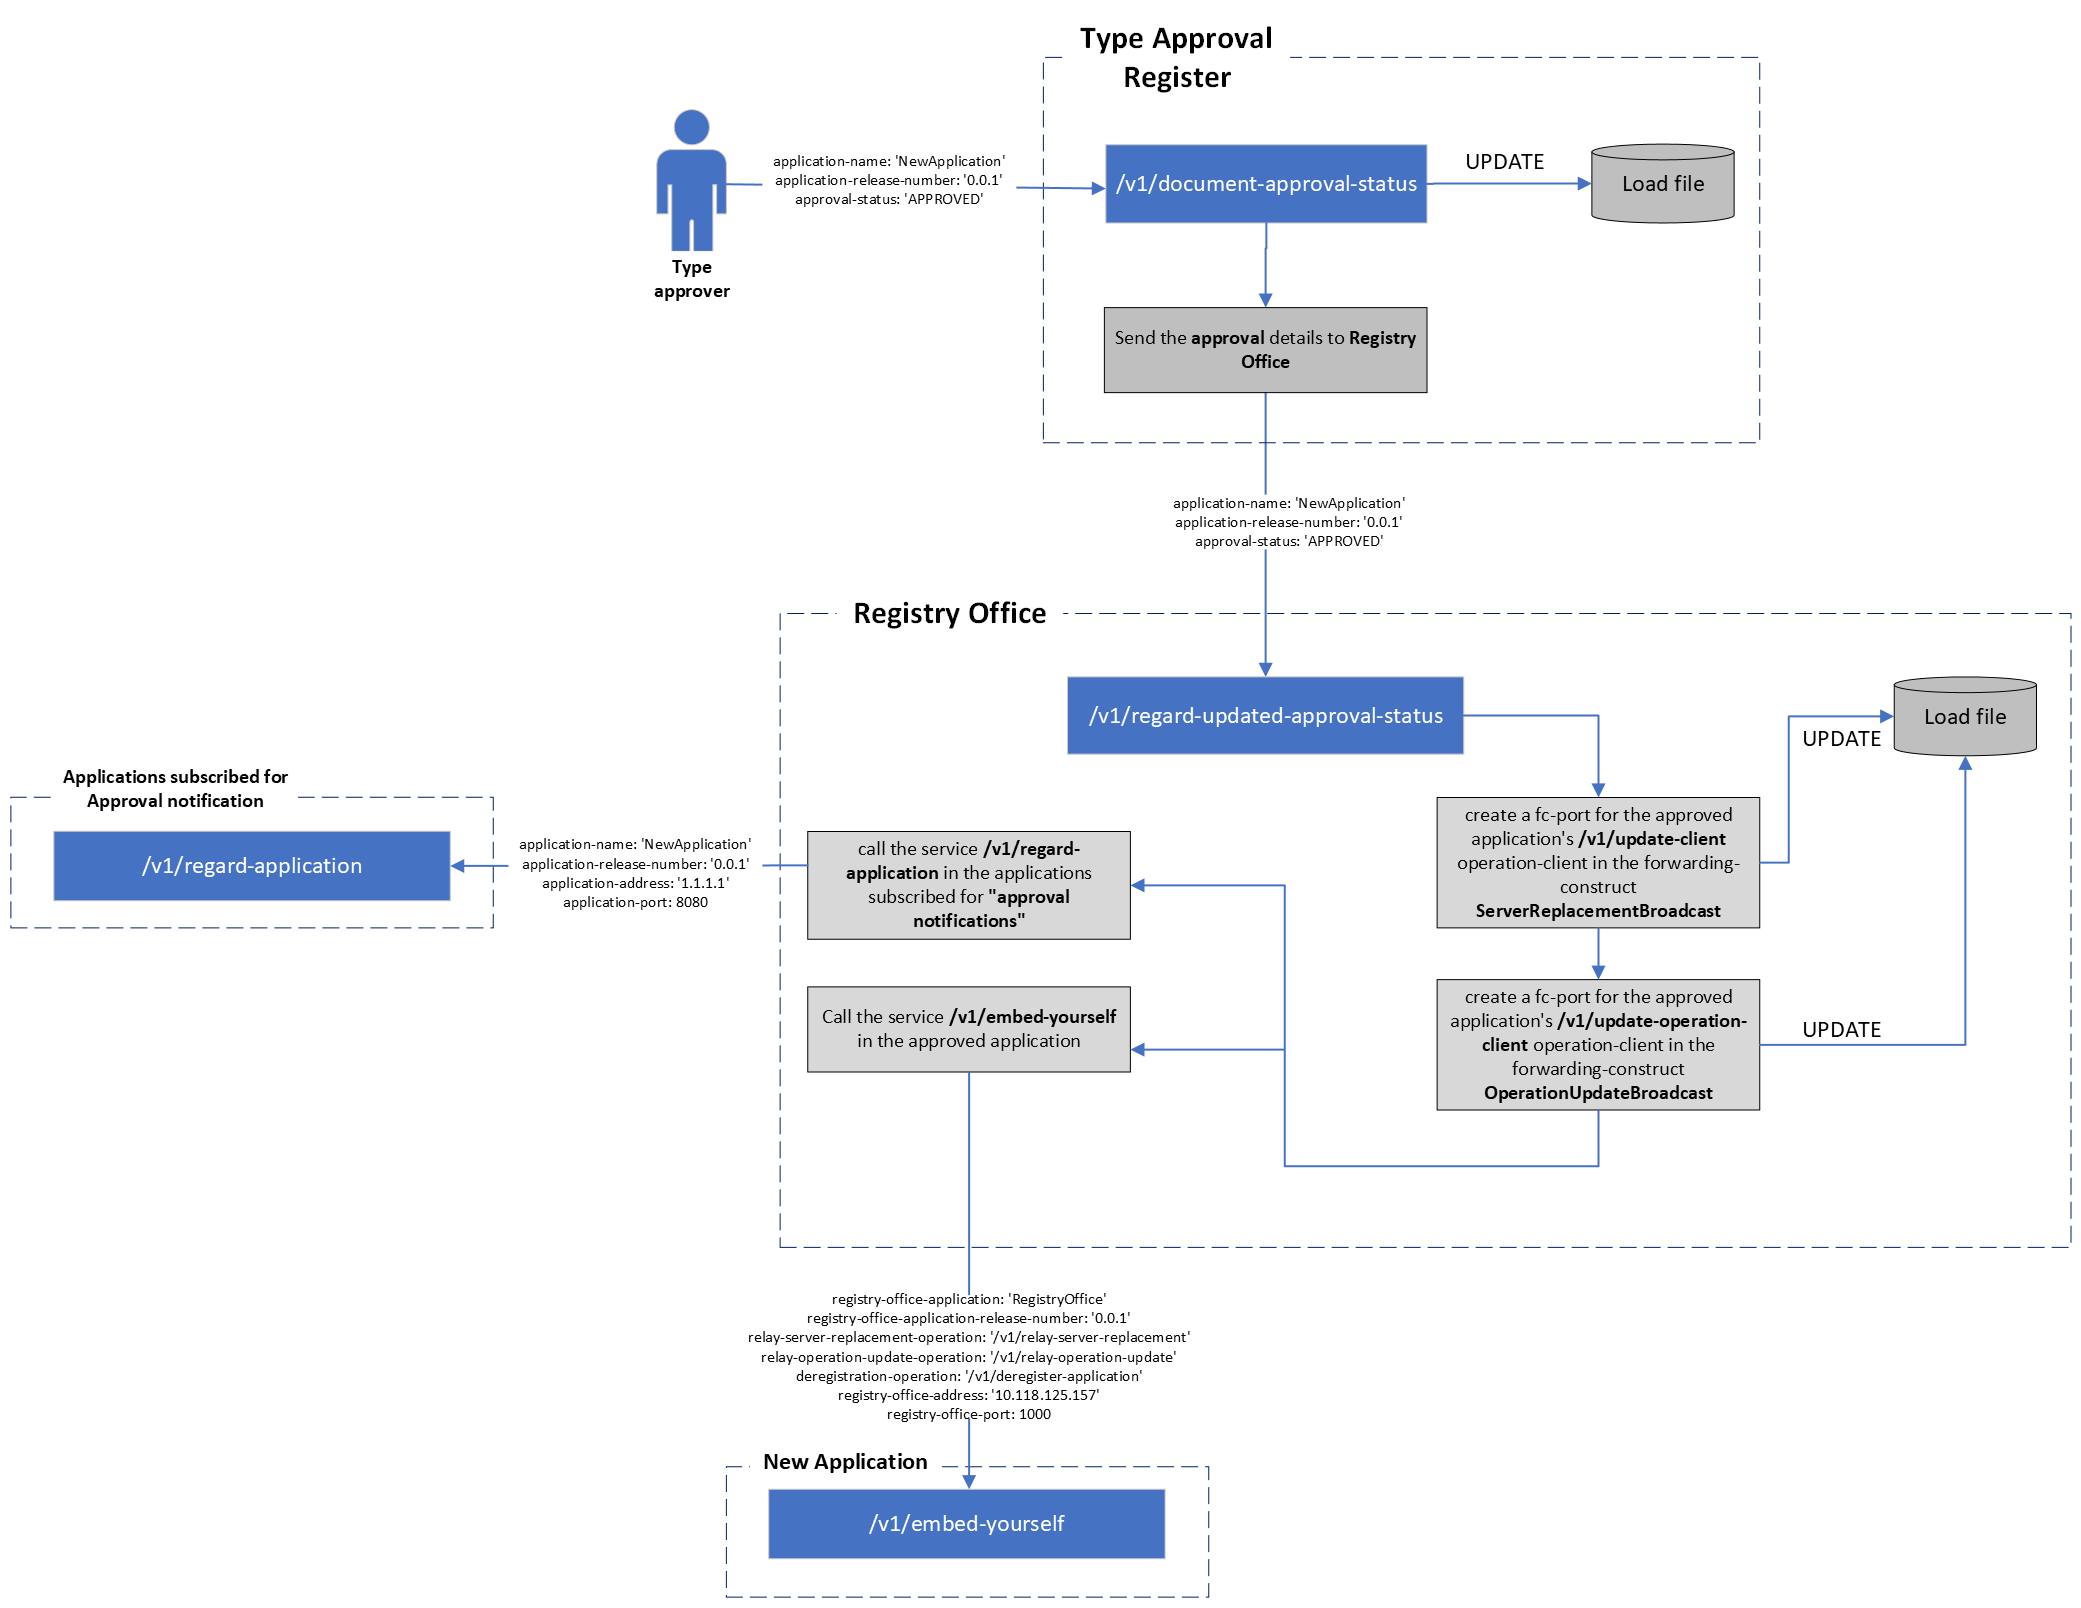 Type Approval
Register
application-name: 'NewApplication'
application-release-number: '0.0.1'
approval-status: 'APPROVED'
/v1/document-approval-status
UPDATE
Load file
Type
approver
Send the approval details to Registry
Office
application-name: 'NewApplication'
application-release-number: '0.0.1'
approval-status: 'APPROVED'
Registry Office
/v1/regard-updated-approval-status
Load file
UPDATE
Applications subscribed for
Approval notification
/v1/regard-application
application-name: 'NewApplication'
application-release-number: '0.0.1'
application-address: '1.1.1.1'
application-port: 8080
call the service /v1/regard-
application in the applications
subscribed for "approval
notifications"
create a fc-port for the approved
application's /v1/update-client
operation-client in the forwarding-
construct
ServerReplacementBroadcast
Call the service /v1/embed-yourself
in the approved application
create a fc-port for the approved
application's /v1/update-operation-
client operation-client in the
forwarding-construct
OperationUpdateBroadcast
UPDATE
registry-office-application: 'RegistryOffice'
registry-office-application-release-number: '0.0.1'
relay-server-replacement-operation: '/v1/relay-server-replacement'
relay-operation-update-operation: '/v1/relay-operation-update'
deregistration-operation: '/v1/deregister-application'
registry-office-address: '10.118.125.157'
registry-office-port: 1000
New Application
/v1/embed-yourself